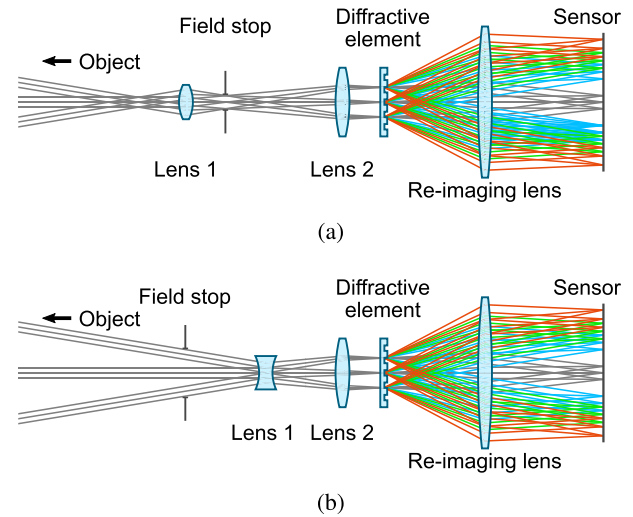 Field stop
Diffractive
element
Sensor
Object
Lens 1
Lens 2
Re-imaging lens
(a)
Field stop
Diffractive
element
Sensor
Object
Lens 1
Lens 2
Re-imaging lens
(b)